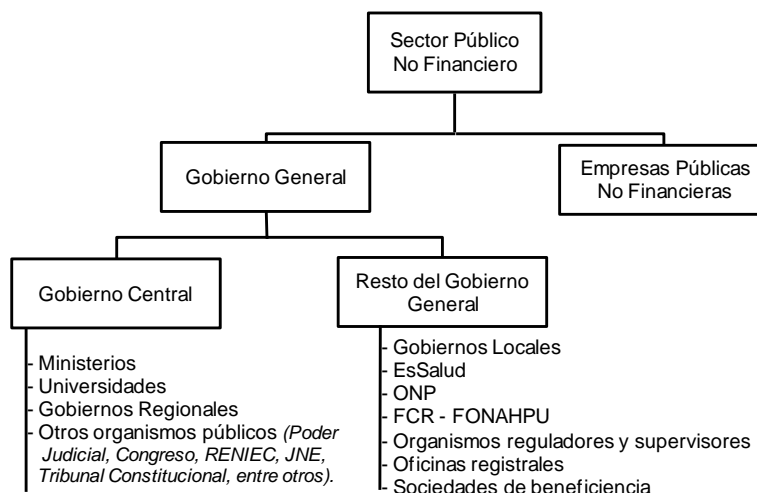 Sector Público
No Financiero
Gobierno General
Empresas Públicas
No Financieras
Gobierno Central
Resto del Gobierno
General
- Ministerios
- Universidades
- Gobiernos Regionales
- Otros organismos públicos (Poder
Judicial, Congreso, RENIEC, JNE,
Tribunal Constitucional, entre otros).
- Gobiernos Locales
- EsSalud
- ONP
- FCR - FONAHPU
- Organismos reguladores y supervisores
- Oficinas registrales
- Sociedades de beneficiencia